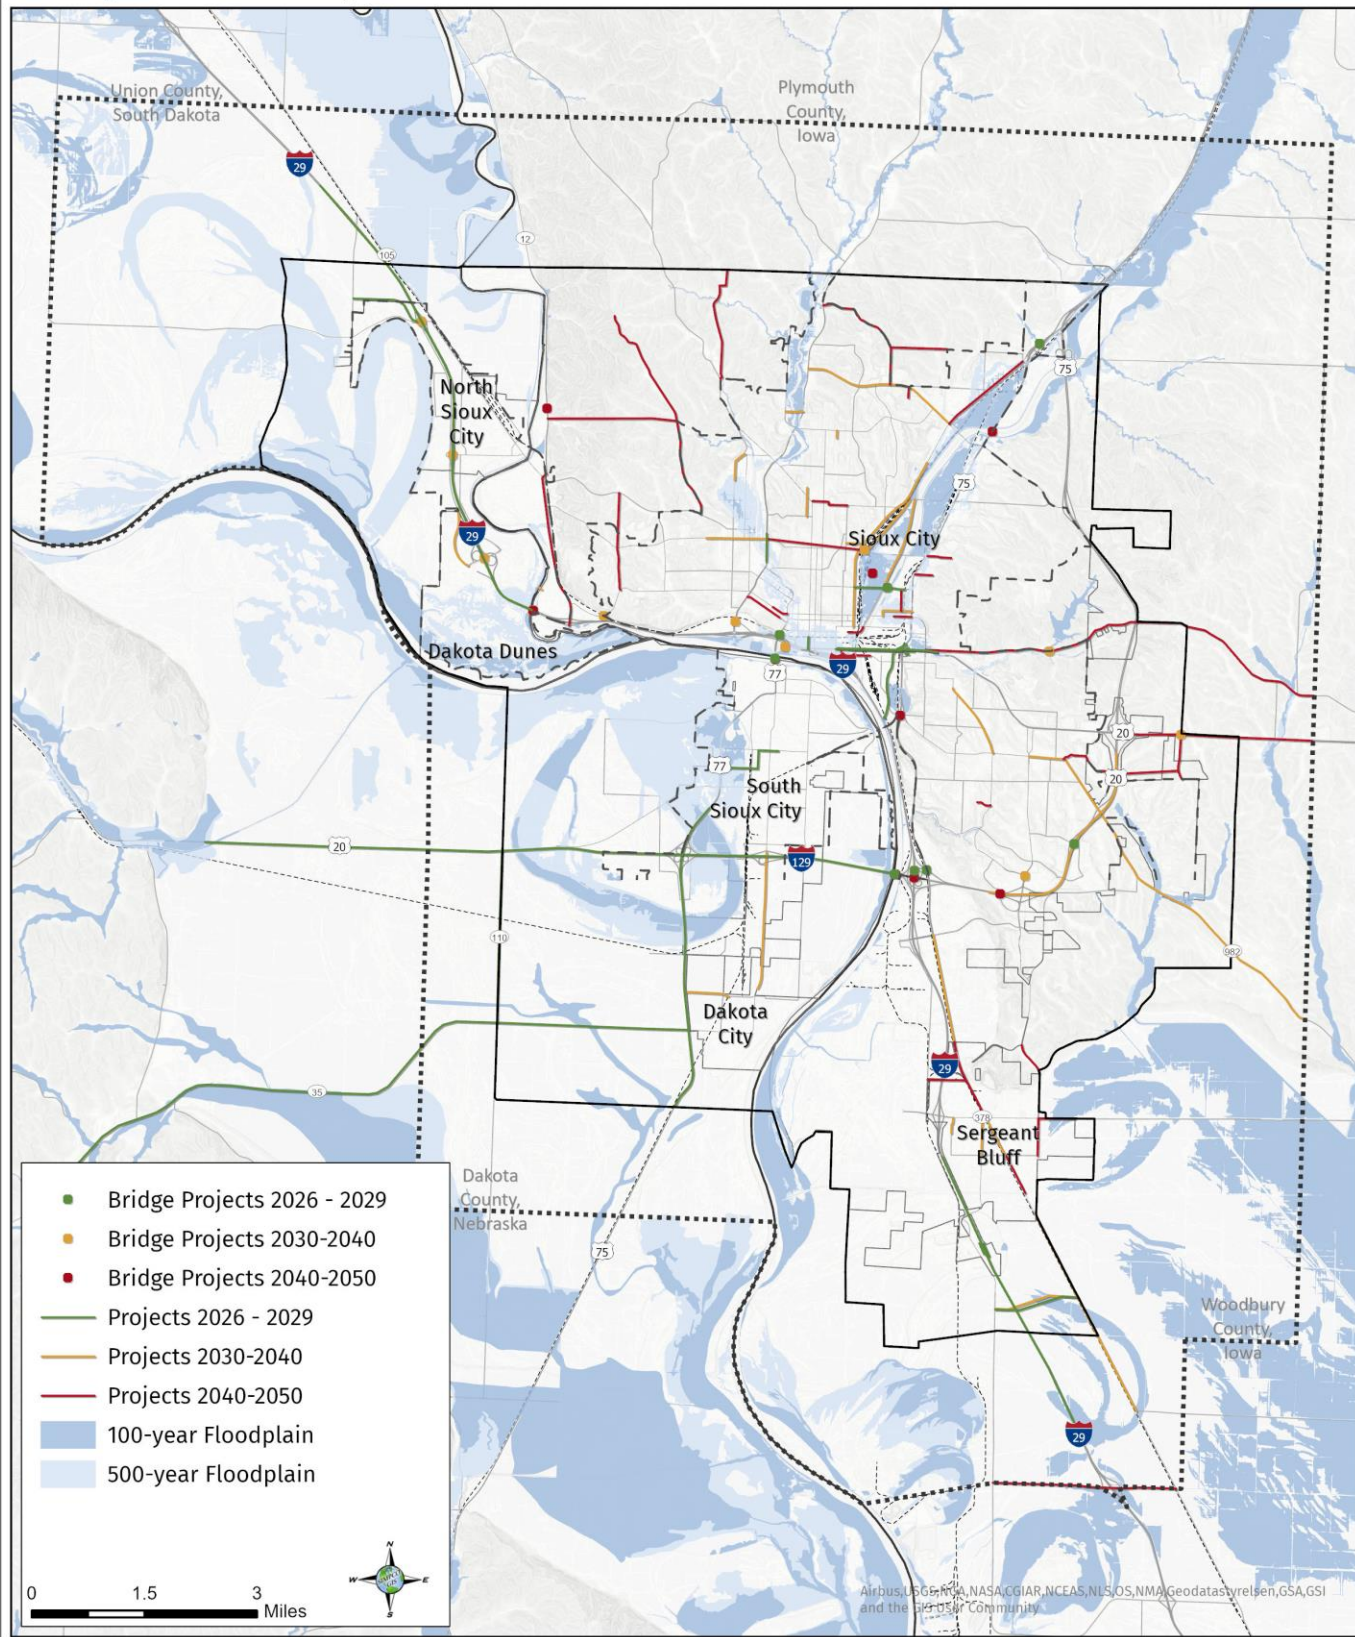 Union County,
South Dakota
Plymouth
County,
Iowa
29
12
105
75
North
Sioux
City
75
29
Sioux City
Dakota Dunes
29
77
20
77
20
South
Sioux City
20
129
110
982
Dakota
City
29
35
378
Sergeant
Bluff
Dakota
County,
Nebraska
75
Woodbury
County,
Iowa
29
Bridge Projects 2026 - 2029
Bridge Projects 2030-2040
Bridge Projects 2040-2050
Projects 2026 - 2029
Projects 2030-2040
Projects 2040-2050
100-year Floodplain
500-year Floodplain
N
W E
S
0 1.5 3
Miles
Airbus,USGS,NGA,NASA,CGIAR,NCEAS,NLS,OS,NMA,Geodatastyrelsen,GSA,GSI
and the GIS User Community